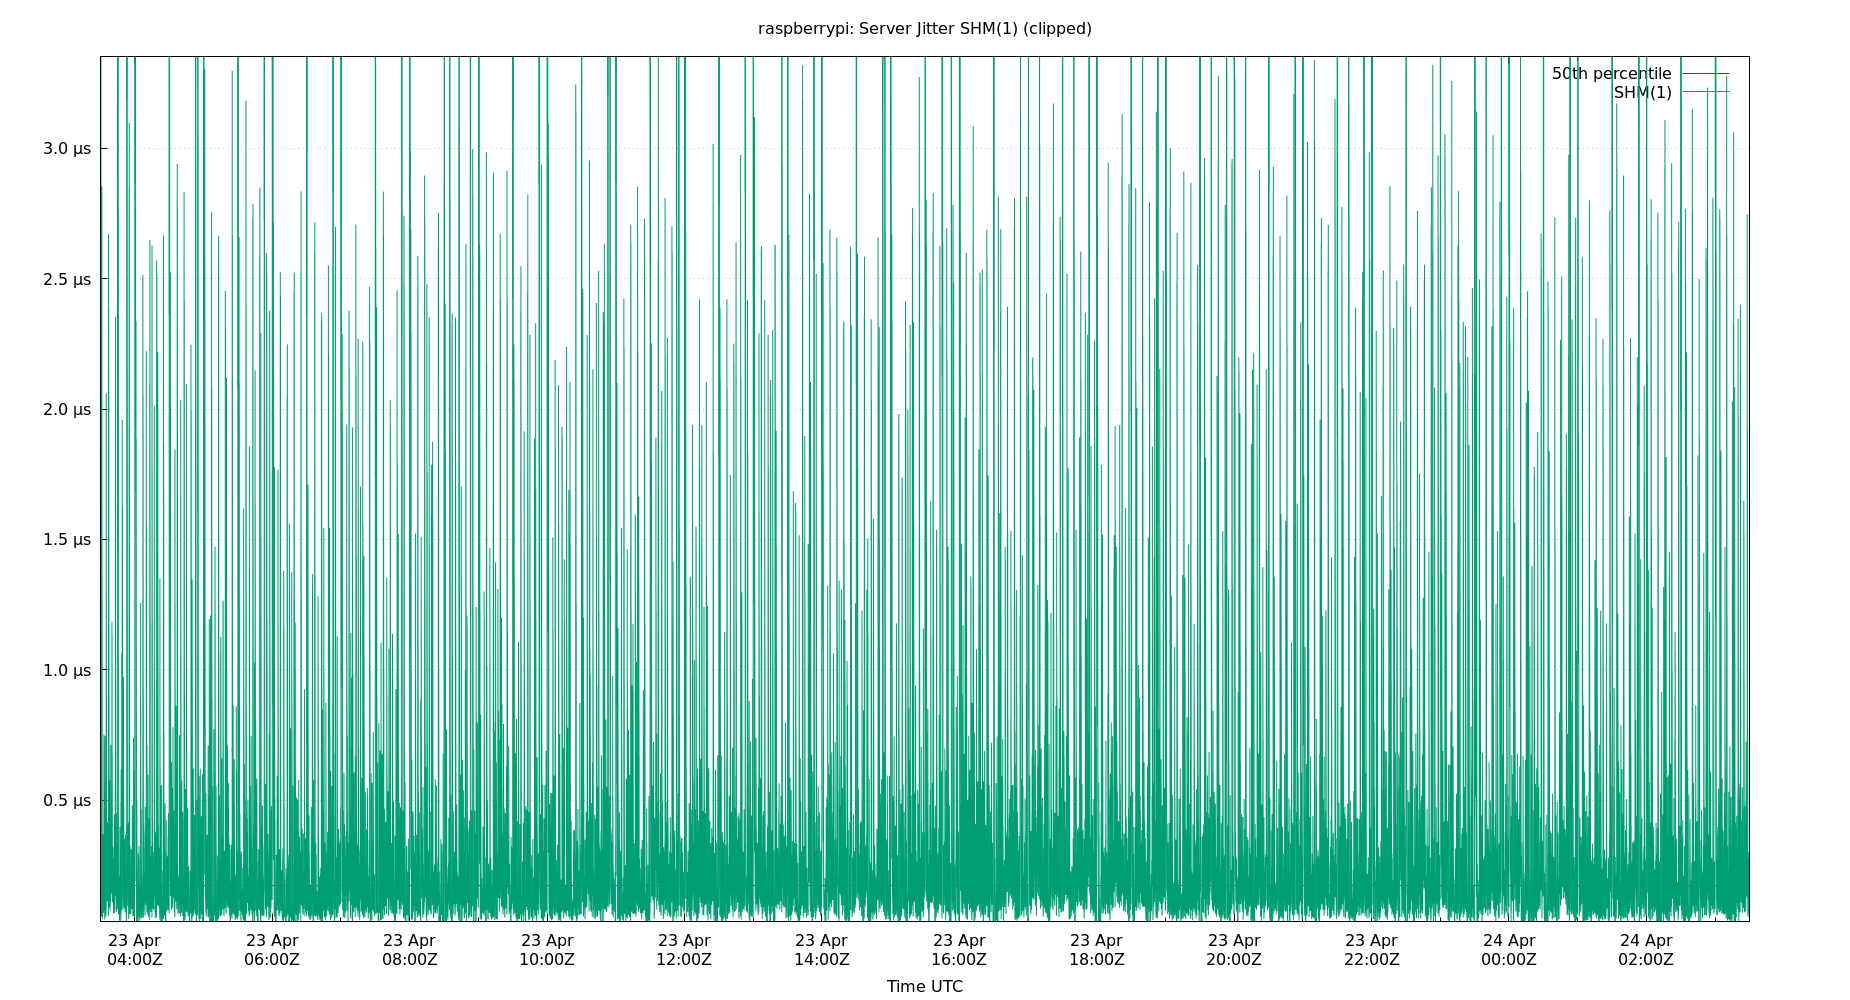 raspberrypi: Server Jitter SHM(1) (clipped)
50th percentile
SHM(1)
3.0 µs
2.5 µs
2.0 µs
1.5 µs
1.0 µs
0.5 µs
23 Apr 23 Apr 23 Apr 23 Apr 23 Apr 23 Apr 23 Apr 23 Apr 23 Apr 23 Apr 24 Apr 24 Apr
04:00Z 06:00Z 08:00Z 10:00Z 12:00Z 14:00Z 16:00Z 18:00Z 20:00Z 22:00Z 00:00Z 02:00Z
Time UTC